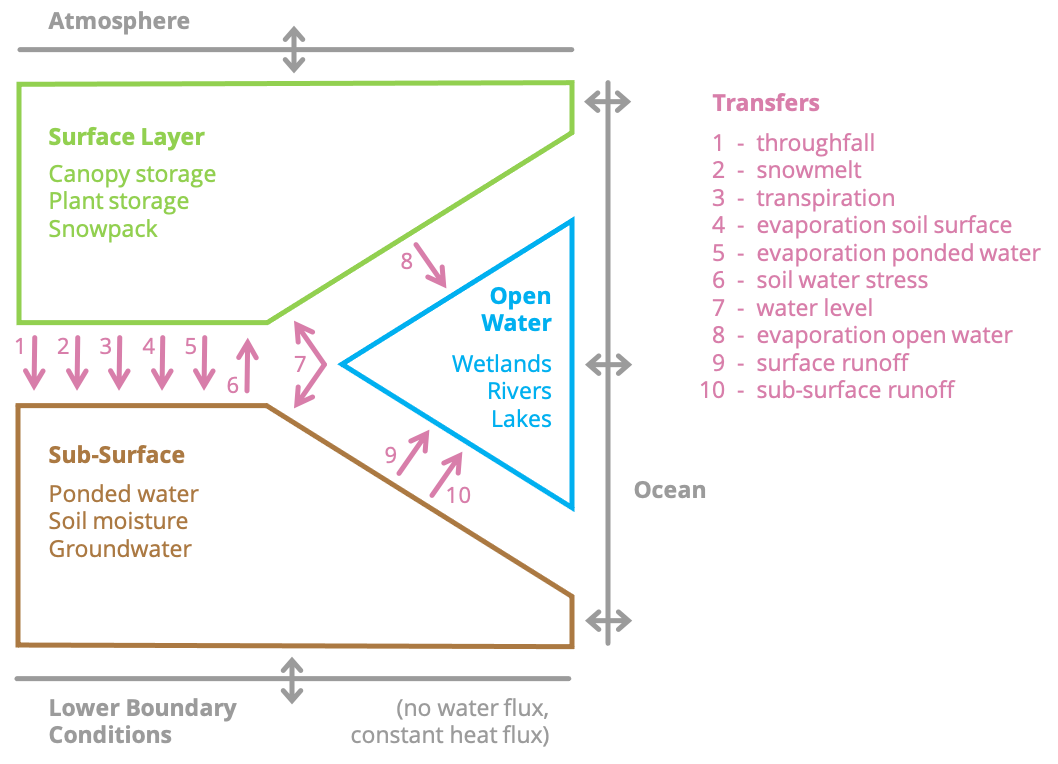 Atmosphere
Surface Layer
Canopy storage
Plant storage
Snowpack
8
Open
Water
Wetlands
Rivers
Lakes
1
2
3
4
5
6
7
Sub-Surface
Ponded water
Soil moisture
Groundwater
9
10
Ocean
Lower Boundary
Conditions
(no water flux,
constant heat flux)
Transfers
1 - throughfall
2 - snowmelt
3 - transpiration
4 - evaporation soil surface
5 - evaporation ponded water
6 - soil water stress
7 - water level
8 - evaporation open water
9 - surface runoff
10 - sub-surface runoff